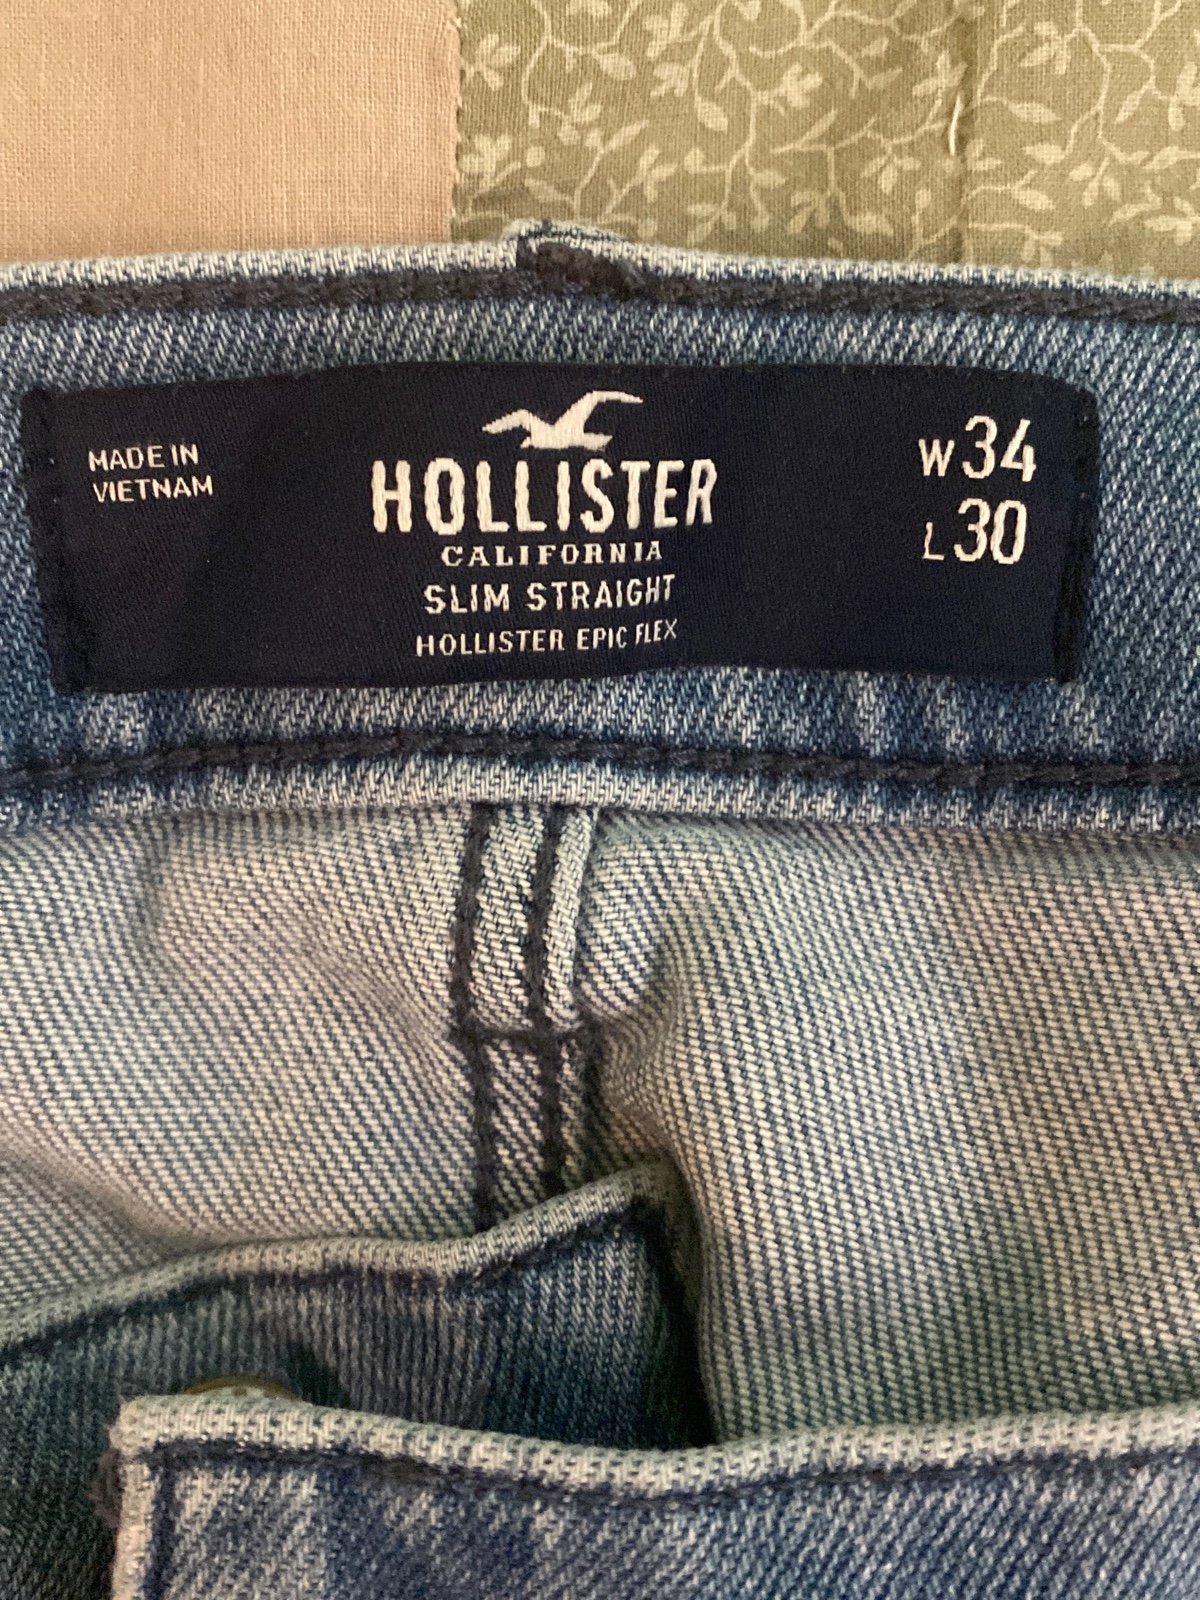 MADE IN
VIETNAM
HOLLISTER
CALIFORNIA
SLIM STRAIGHT
HOLLISTER EPIC FLEX
W34
L30